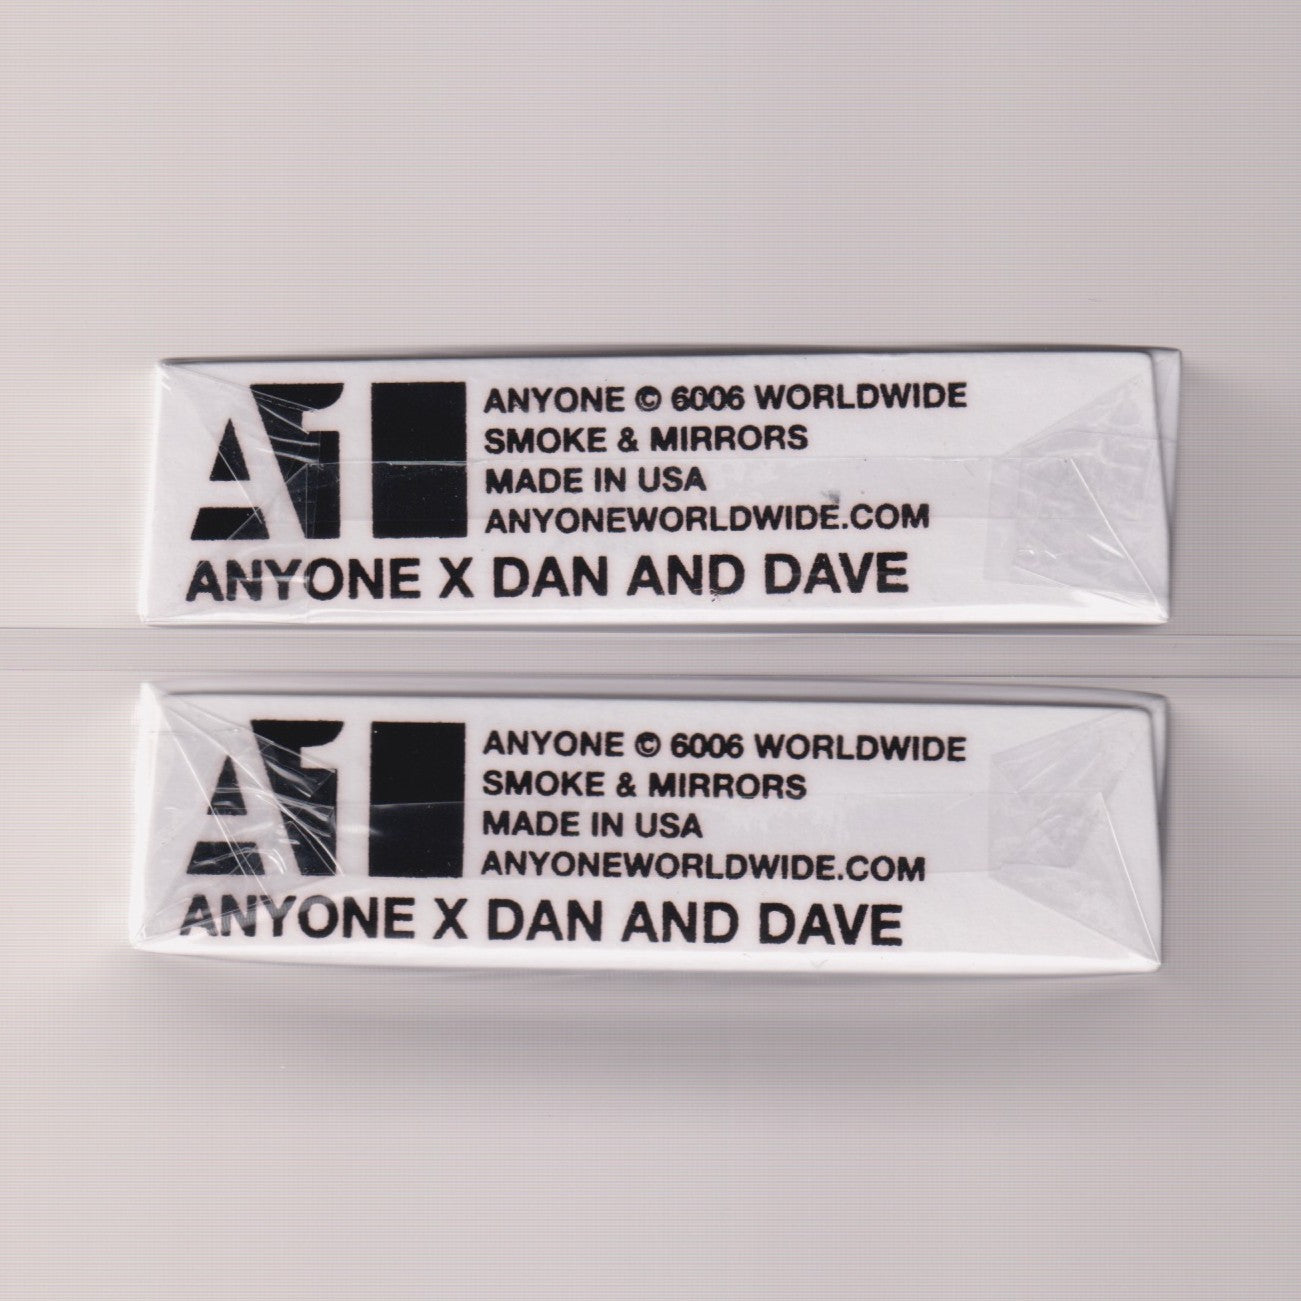 A1
ANYONE © 6006 WORLDWIDE
SMOKE & MIRRORS
MADE IN USA
ANYONEWORLDWIDE.COM
ANYONE X DAN AND DAVE
A1
ANYONE © 6006 WORLDWIDE
SMOKE & MIRRORS
MADE IN USA
ANYONEWORLDWIDE.COM
ANYONE X DAN AND DAVE